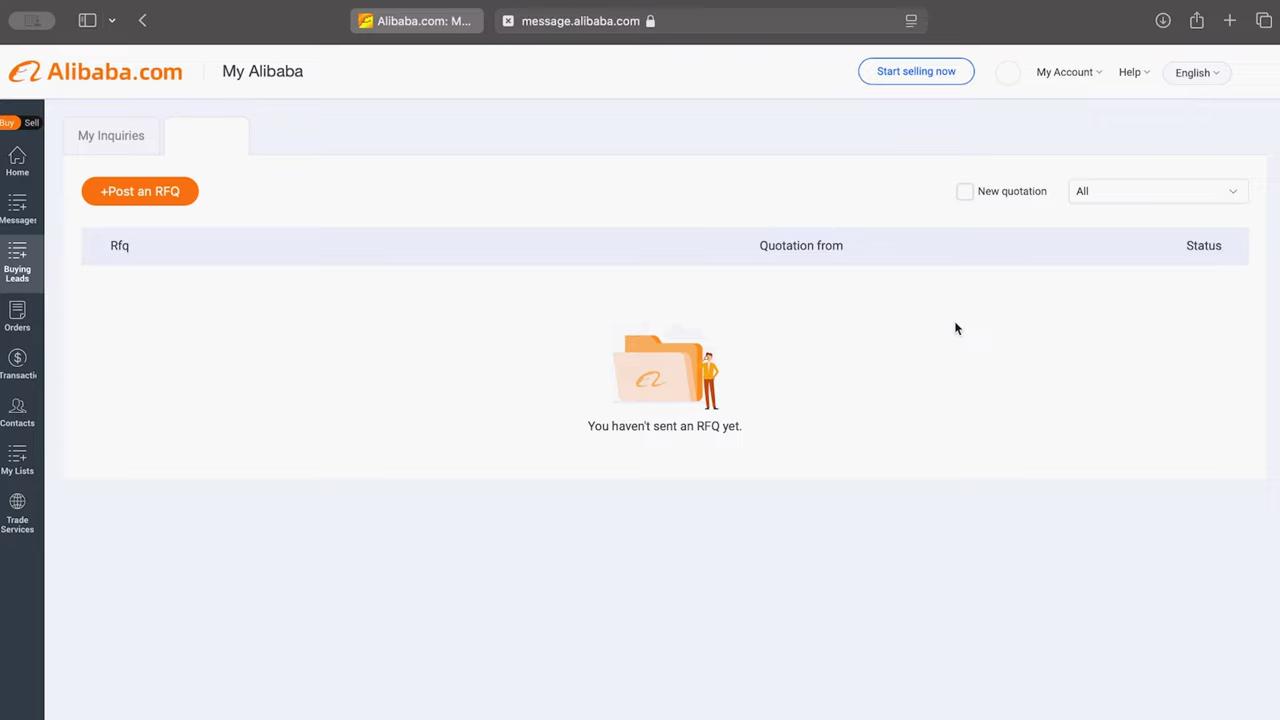 Alibaba.com: M...
message.alibaba.com
Alibaba.com
My Alibaba
Start selling now
My Account
Help
English
Buy
Sell
Home
Messages
Buying
Leads
Orders
Transacti
Contacts
My Lists
Trade
Services
My Inquiries
+Post an RFQ
New quotation
All
Rfq
Quotation from
Status
You haven't sent an RFQ yet.